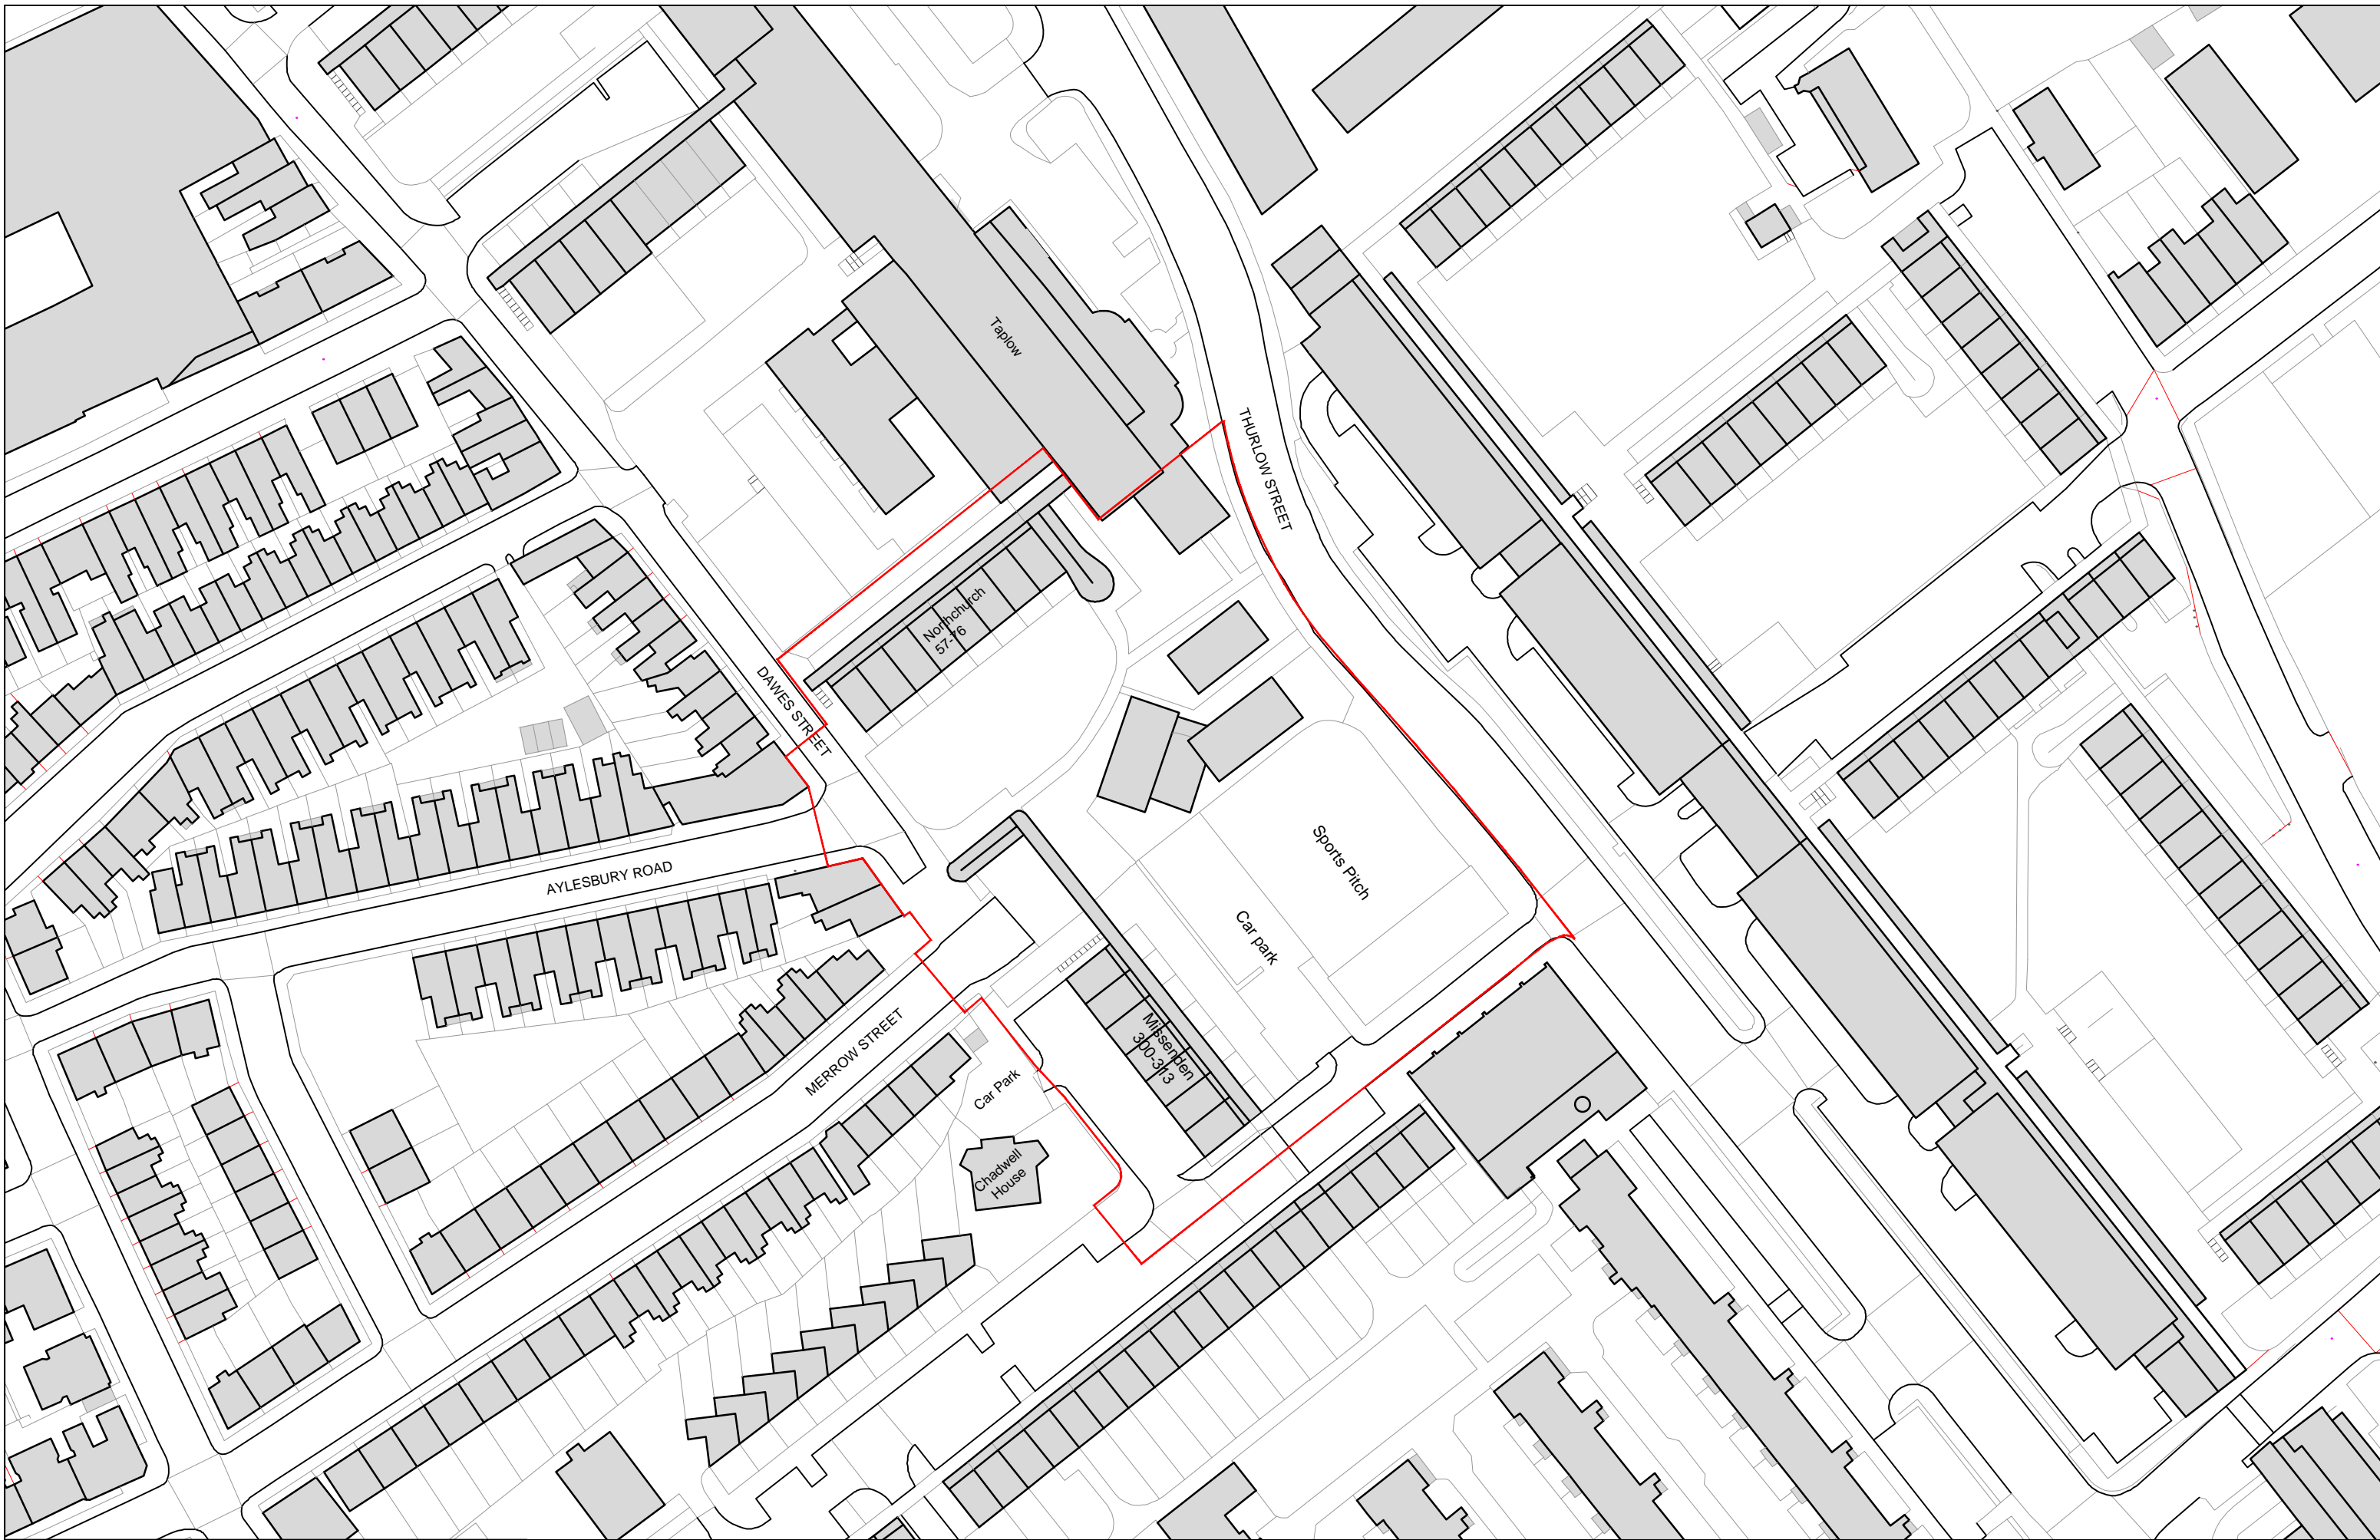 Taplow
THURLOW STREET
Northchurch
57-76
DAWES STREET
AYLESBURY ROAD
Sports Pitch
Car park
MERROW STREET
Missenden
300-313
Car Park
Chadwell
House